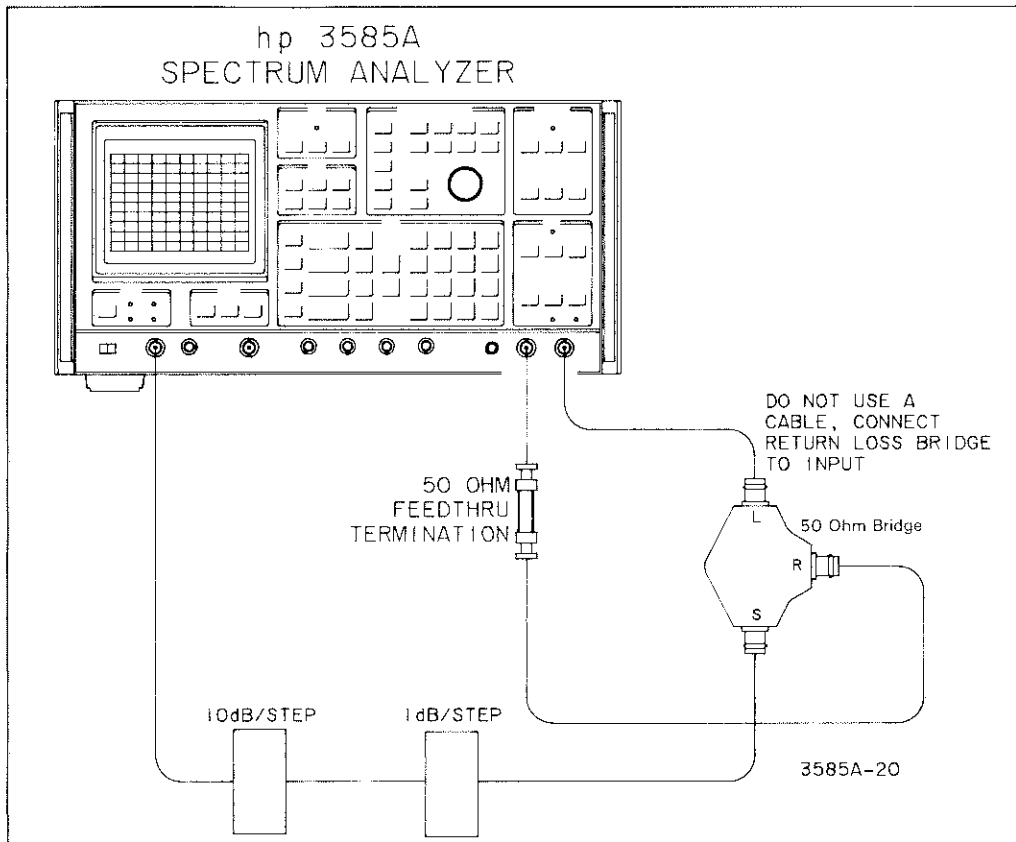 hp 3585A
SPECTRUM ANALYZER
DO NOT USE A
CABLE, CONNECT
RETURN LOSS BRIDGE
TO INPUT
50 OHM
FEEDTHRU
TERMINATION
L
50 Ohm Bridge
R
S
10dB/STEP
1dB/STEP
3585A-20